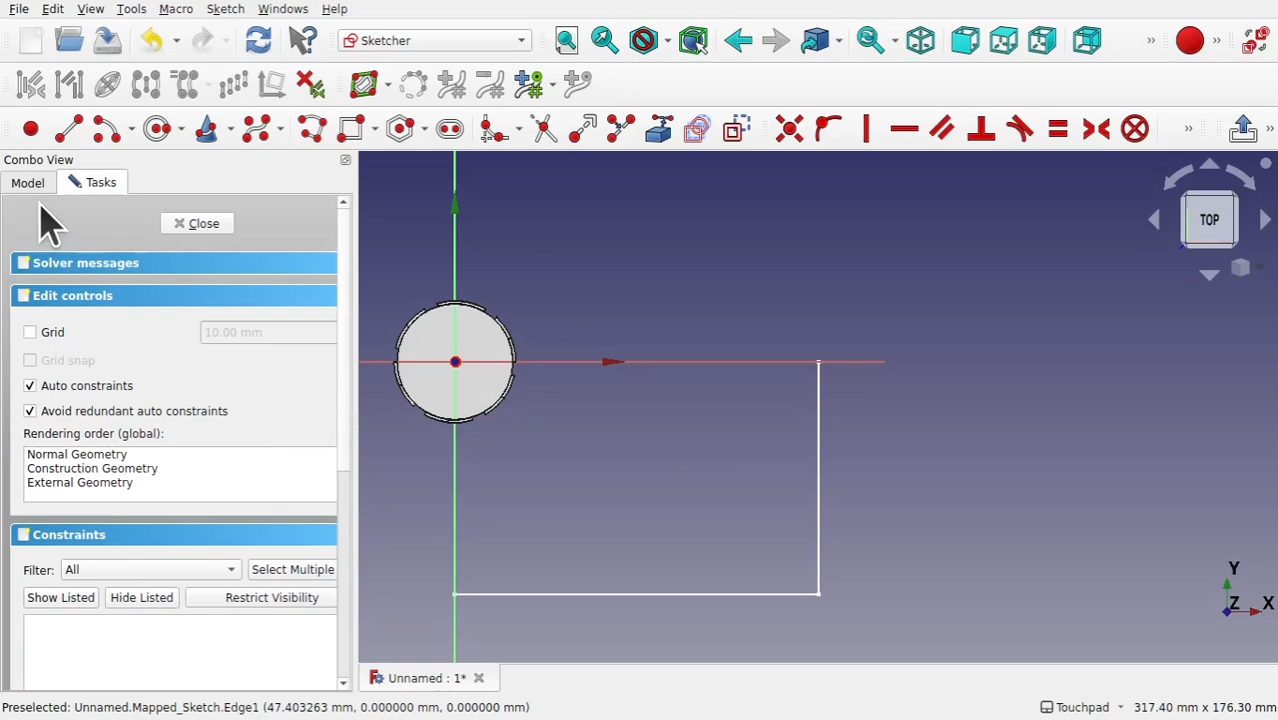 File Edit View Tools Macro Sketch Windows Help
Sketcher
Combo View
Model Tasks
Close
Solver messages
Edit controls
Grid 10.00 mm
Grid snap
Auto constraints
Avoid redundant auto constraints
Rendering order (global):
Normal Geometry
Construction Geometry
External Geometry
Constraints
Filter: All Select Multiple
Show Listed Hide Listed Restrict Visibility
TOP
Y
Z X
Unnamed : 1*
Preselected: Unnamed.Mapped_Sketch.Edge1 (47.403263 mm, 0.000000 mm, 0.000000 mm) Touchpad 317.40 mm x 176.30 mm